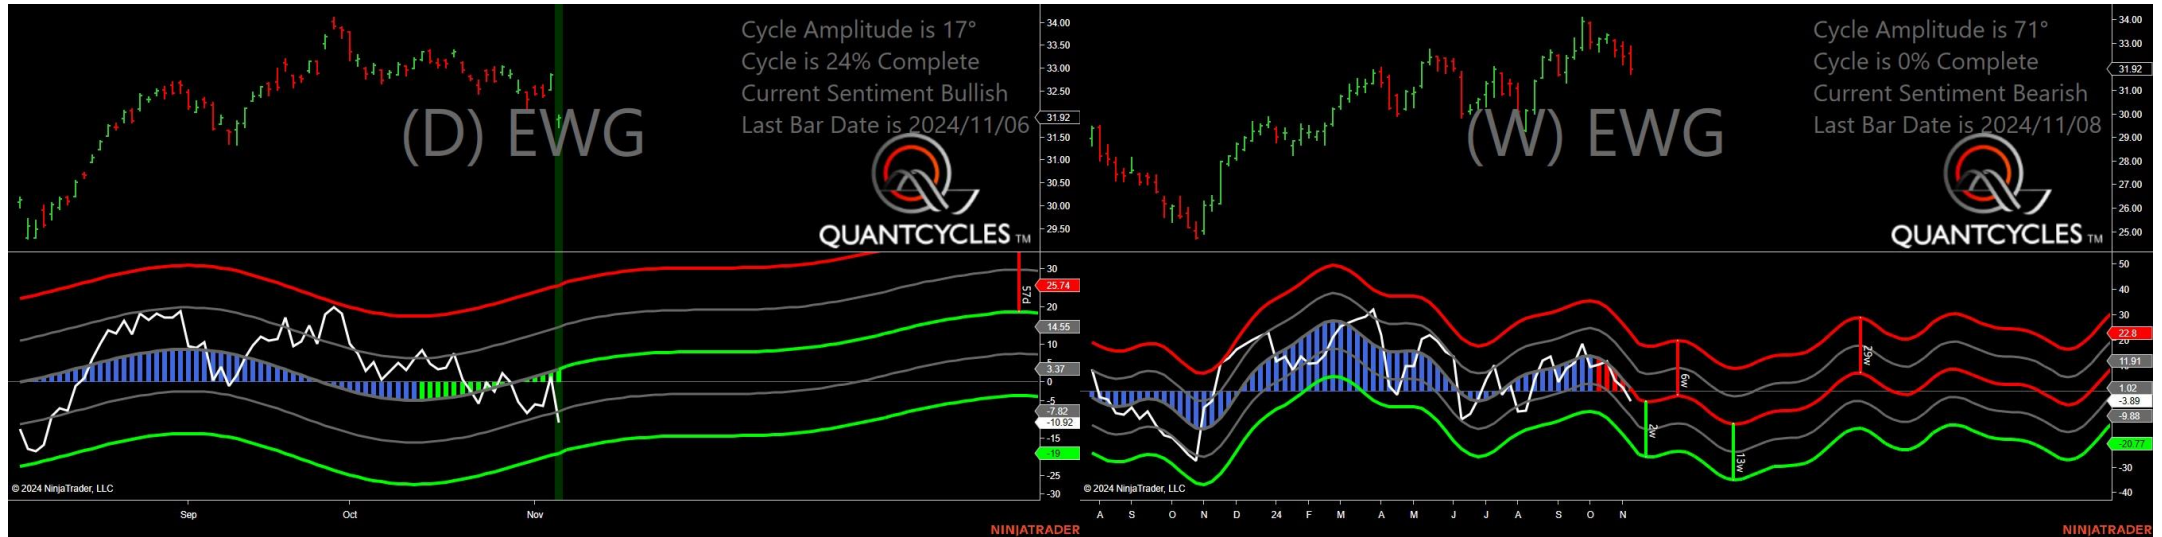 Cycle Amplitude is 17°
Cycle is 24% Complete
Current Sentiment Bullish
Last Bar Date is 2024/11/06
(D) EWG
QUANTCYCLES TM
34.00
33.50
33.00
32.50
31.92
31.50
31.00
30.50
30.00
29.50
57d
30
25.74
20
14.55
10
3.37
0
-5
-7.82
-10.92
-15
-19
-25
-30
© 2024 NinjaTrader, LLC
Sep Oct Nov
NINJATRADER
Cycle Amplitude is 71°
Cycle is 0% Complete
Current Sentiment Bearish
Last Bar Date is 2024/11/08
(W) EWG
QUANTCYCLES TM
34.00
33.00
31.92
31.00
30.00
29.00
28.00
27.00
26.00
25.00
6w
2w
13w
29w
50
40
30
22.8
20
11.91
1.02
-3.89
-9.88
-20.77
-30
-40
© 2024 NinjaTrader, LLC
A S O N D 24 F M A M J J A S O N
NINJATRADER